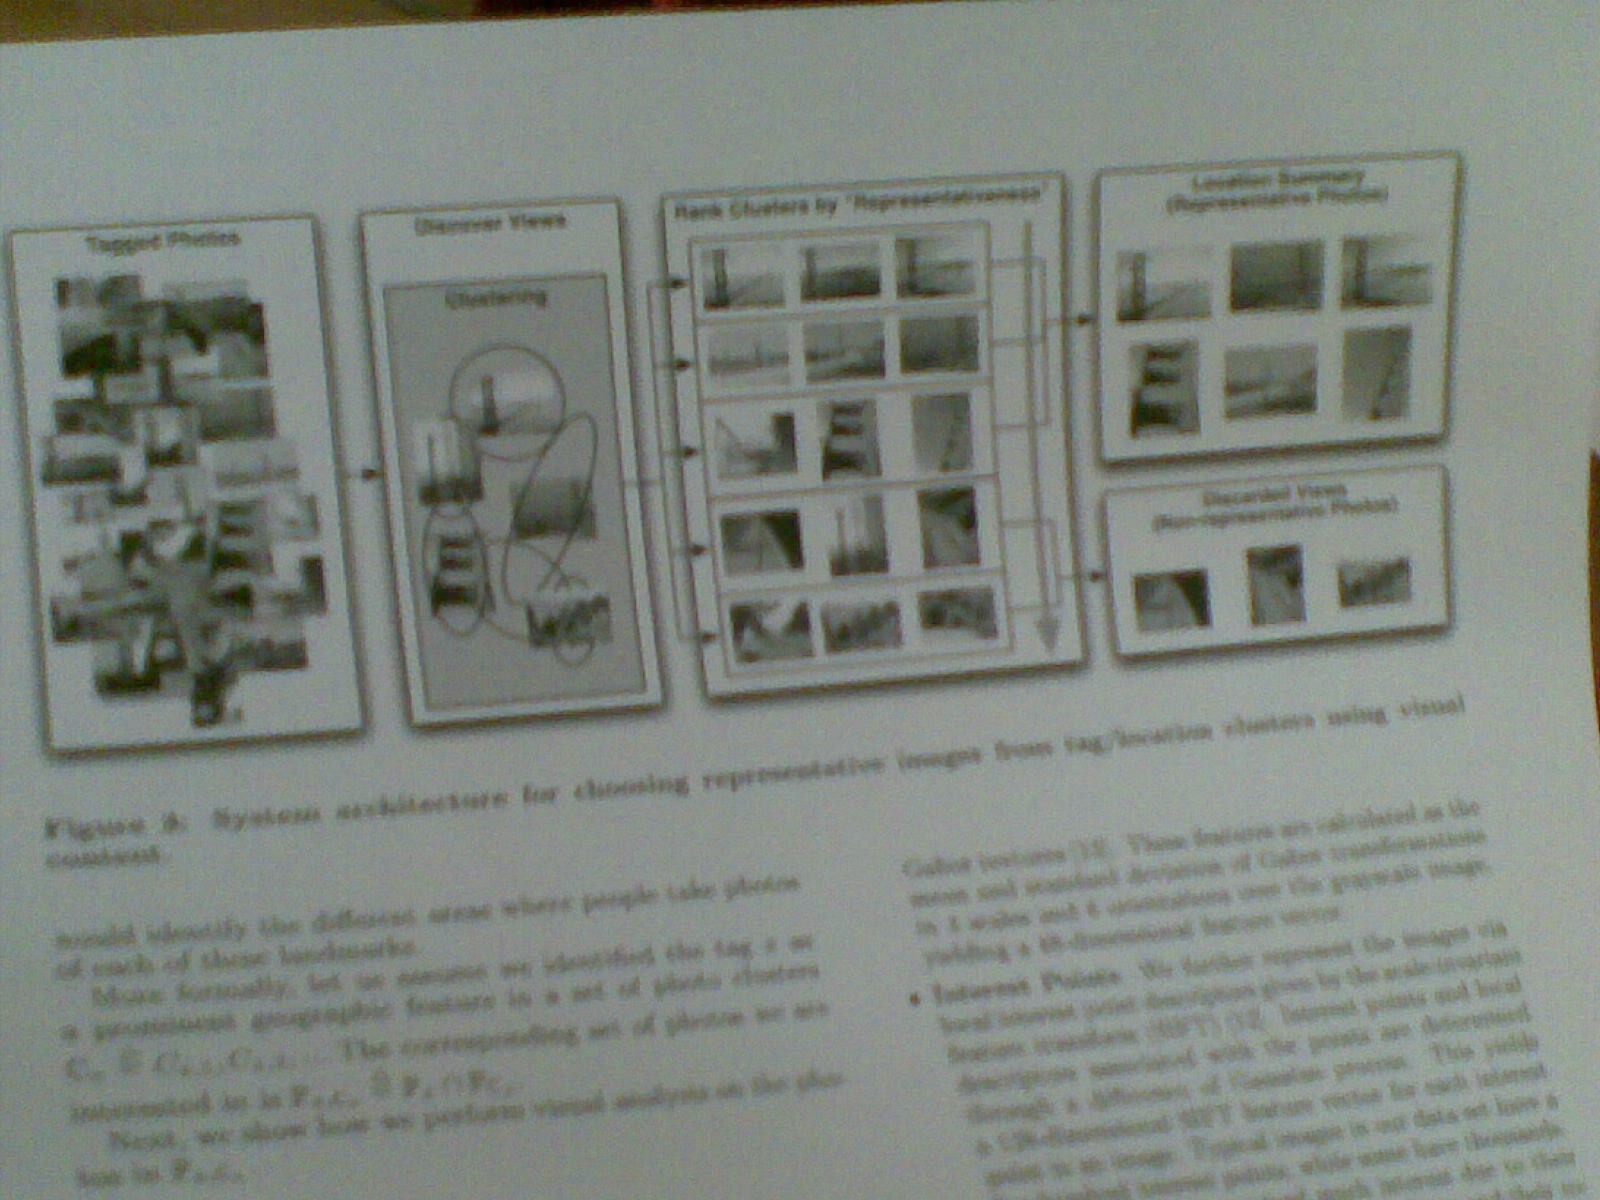 Tagged Photos
Discover Views
Clustering
Rank Clusters by "Representativeness"
Location Summary
(Representative Photos)
Discarded Views
(Non-representative Photos)
Figure 3: System architecture for choosing representative images from tag/location clusters using visual
content.
would identify the different areas where people take photos
of each of these landmarks.
More formally, let us assume we identified the tag x as
a prominent geographic feature in a set of photo clusters
The corresponding set of photos we are
interested in is
Next, we show how we perform visual analysis on the pho-
tos in
Gabor textures These features are calculated as the
mean and standard deviation of Gabor transformations
in 4 scales and 6 orientations over the grayscale image,
yielding a 48-dimensional feature vector.
• Interest Points. We further represent the images via
local interest point descriptors given by the scale-invariant
feature transform (SIFT) Interest points and local
descriptors associated with the points are determined
through a difference of Gaussian process. This yields
a 128-dimensional SIFT feature vector for each interest
point in an image. Typical images in our data set have a
interest points, while some have thousands